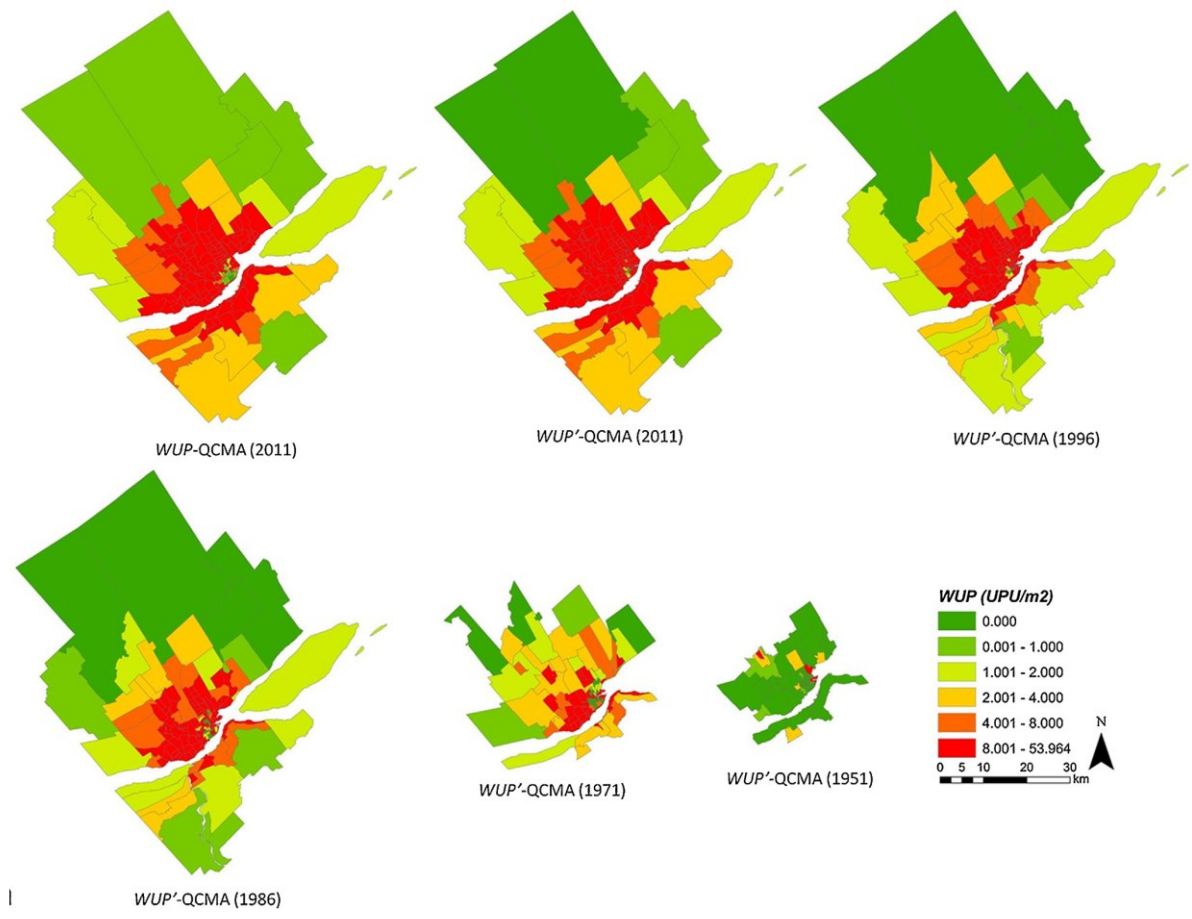 WUP-QCMA (2011)
WUP'-QCMA (2011)
WUP'-QCMA (1996)
WUP'-QCMA (1986)
WUP'-QCMA (1971)
WUP'-QCMA (1951)
WUP (UPU/m2)
0.000
0.001 - 1.000
1.001 - 2.000
2.001 - 4.000
4.001 - 8.000
8.001 - 53.964
N
0 5 10 20 30
km